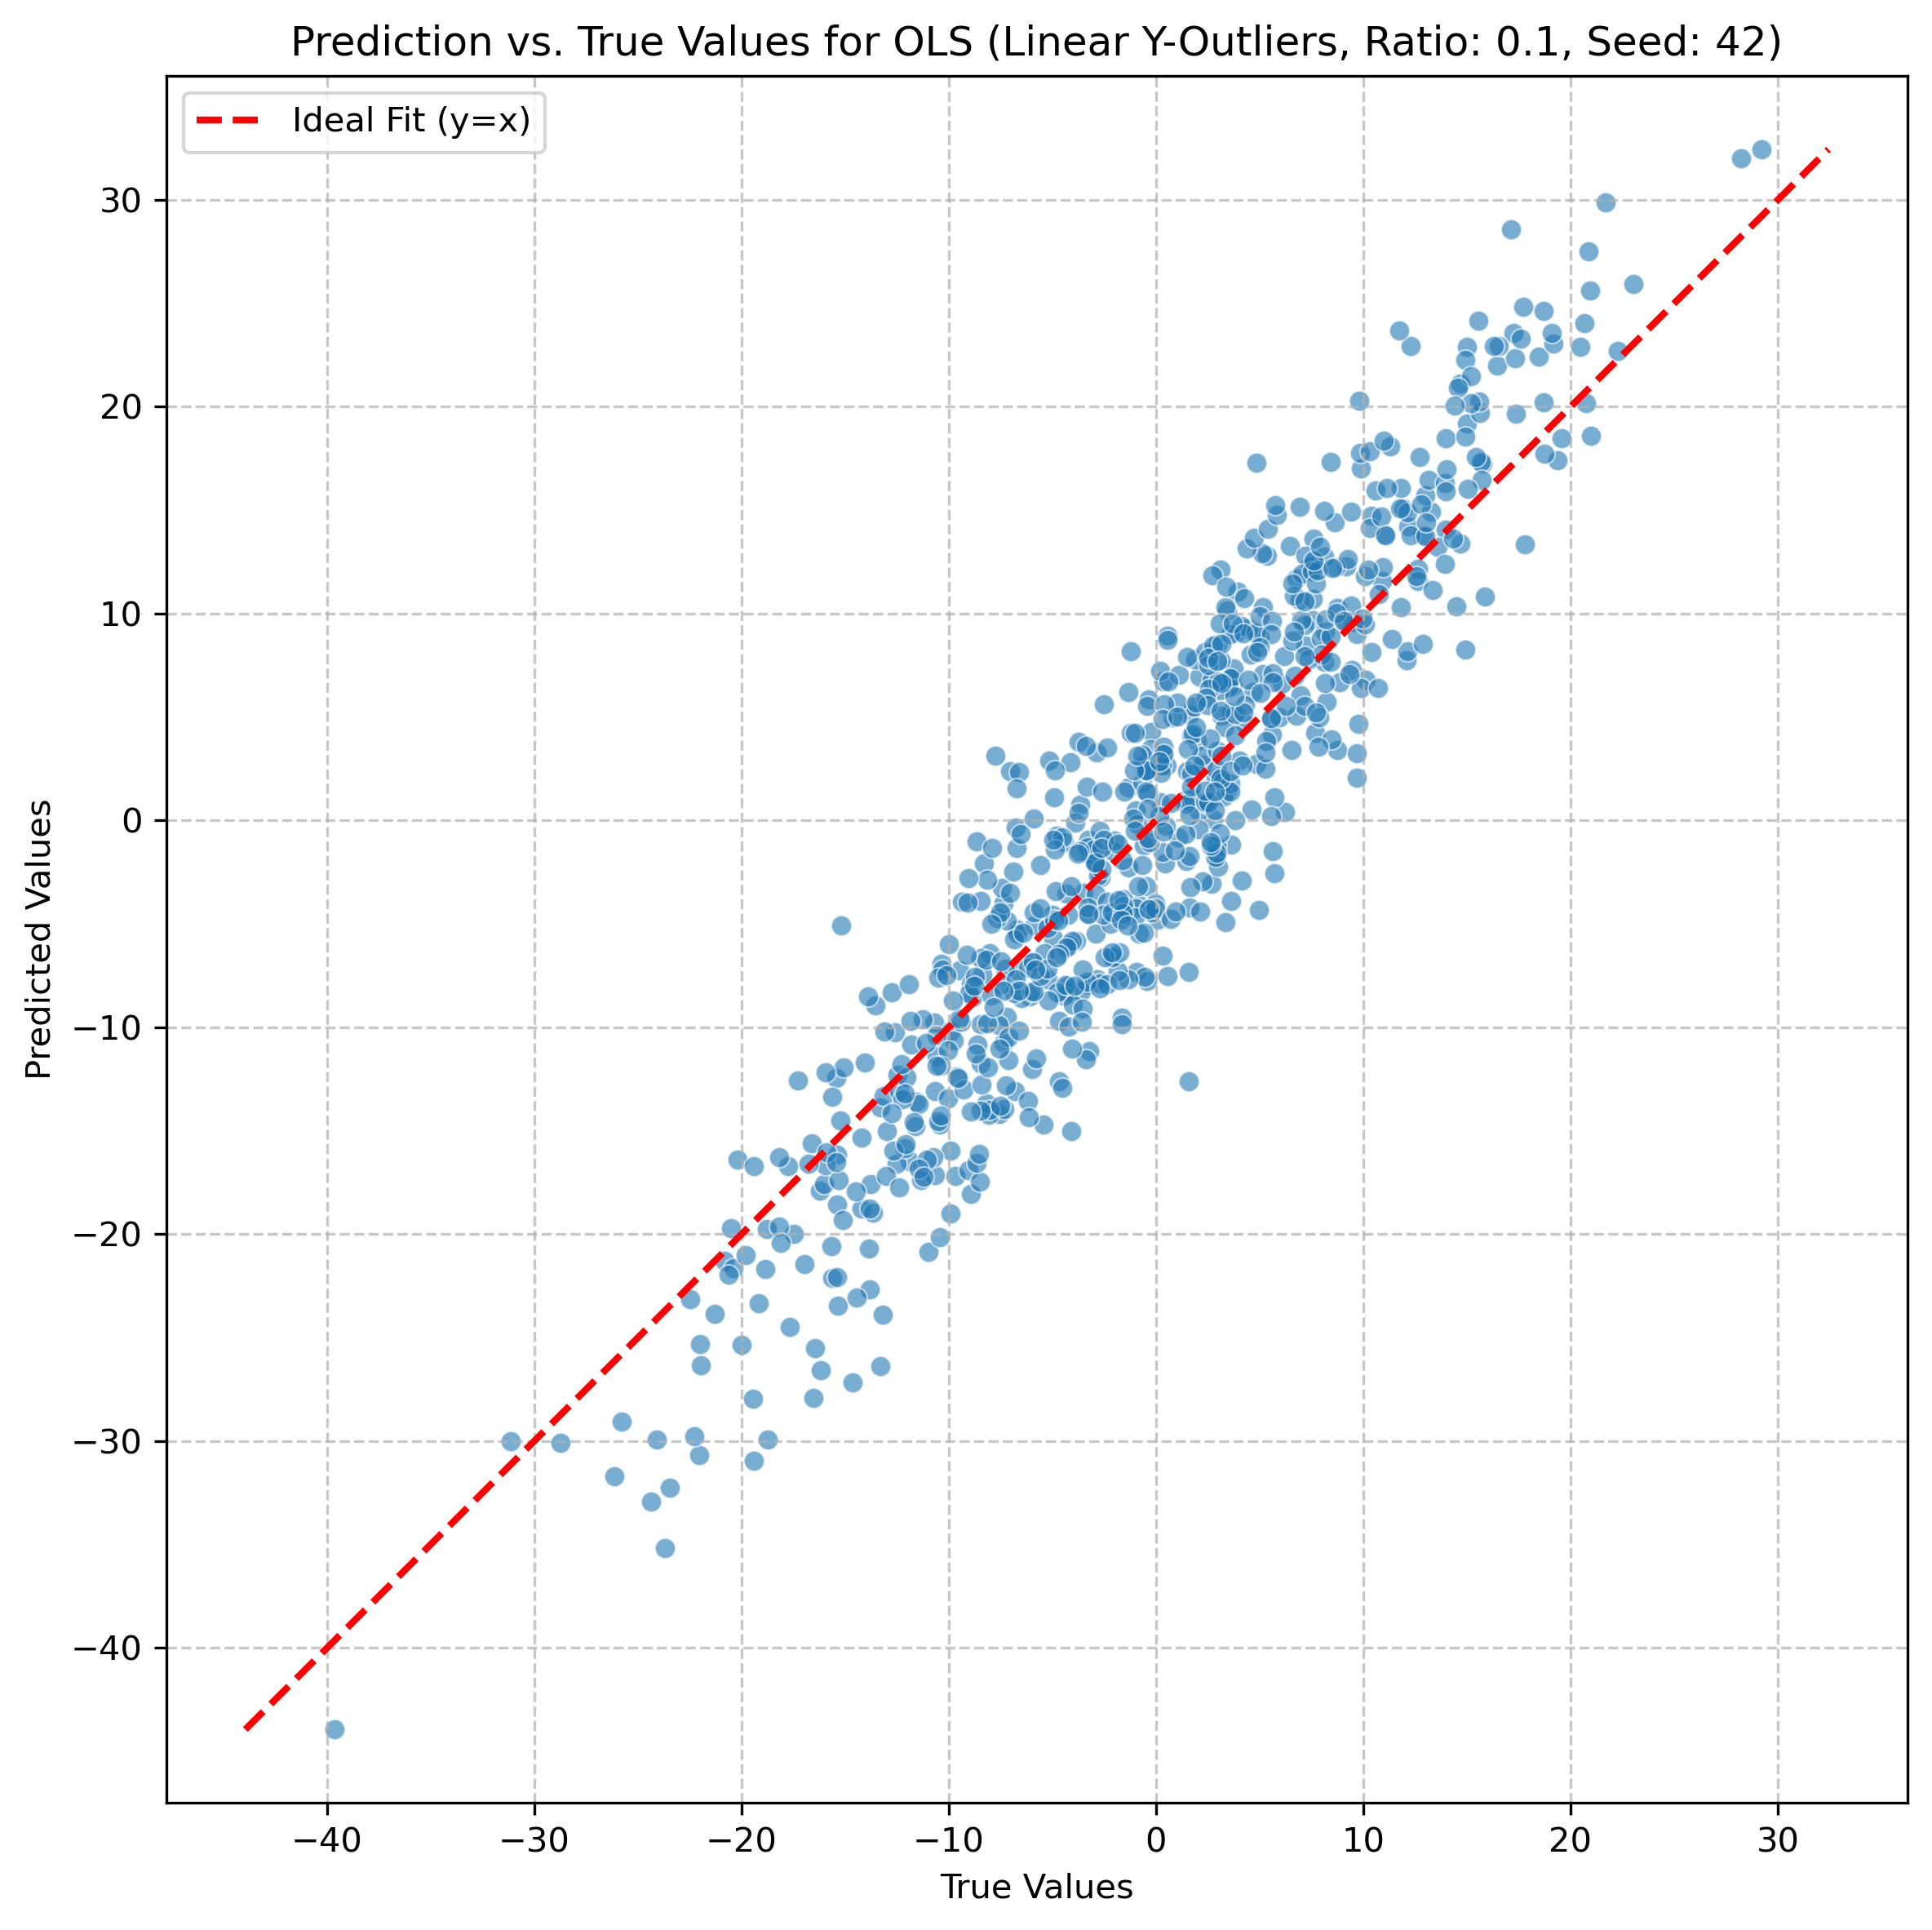 Prediction vs. True Values for OLS (Linear Y-Outliers, Ratio: 0.1, Seed: 42)
Ideal Fit (y=x)
30
20
10
0
−10
−20
−30
−40
Predicted Values
−40 −30 −20 −10 0 10 20 30
True Values